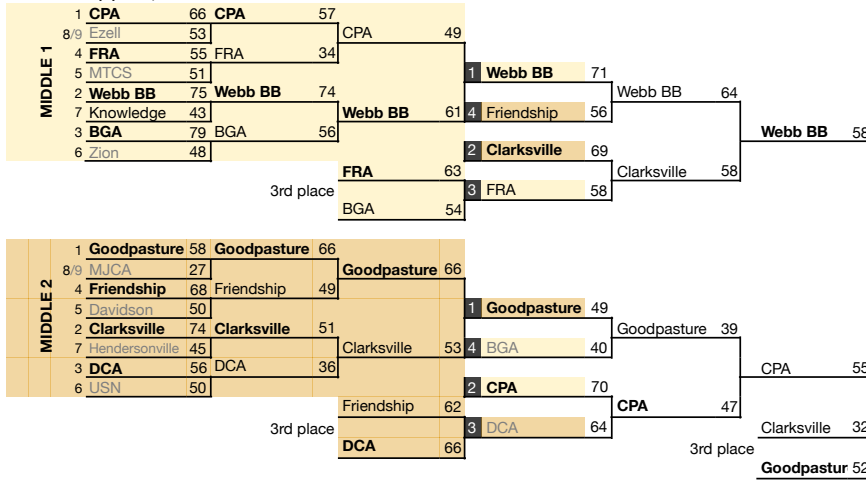 1 CPA 66 CPA 57
8/9 Ezell 53 CPA 49
4 FRA 55 FRA 34
5 MTCS 51 1 Webb BB 71
2 Webb BB 75 Webb BB 74 Webb BB 64
7 Knowledge 43 Webb BB 61 4 Friendship 56
3 BGA 79 BGA 56 Webb BB 58
6 Zion 48 2 Clarksville 69
MIDDLE 1
FRA 63 Clarksville 58
3rd place 3 FRA 58
BGA 54
1 Goodpasture 58 Goodpasture 66
8/9 MJCA 27 Goodpasture 66
4 Friendship 68 Friendship 49
5 Davidson 50 1 Goodpasture 49
2 Clarksville 74 Clarksville 51 Goodpasture 39
7 Hendersonville 45 Clarksville 53 4 BGA 40
3 DCA 56 DCA 36 CPA 55
6 USN 50 2 CPA 70
MIDDLE 2
Friendship 62 CPA 47
3rd place 3 DCA 64 Clarksville 32
DCA 66 3rd place
Goodpastur 52